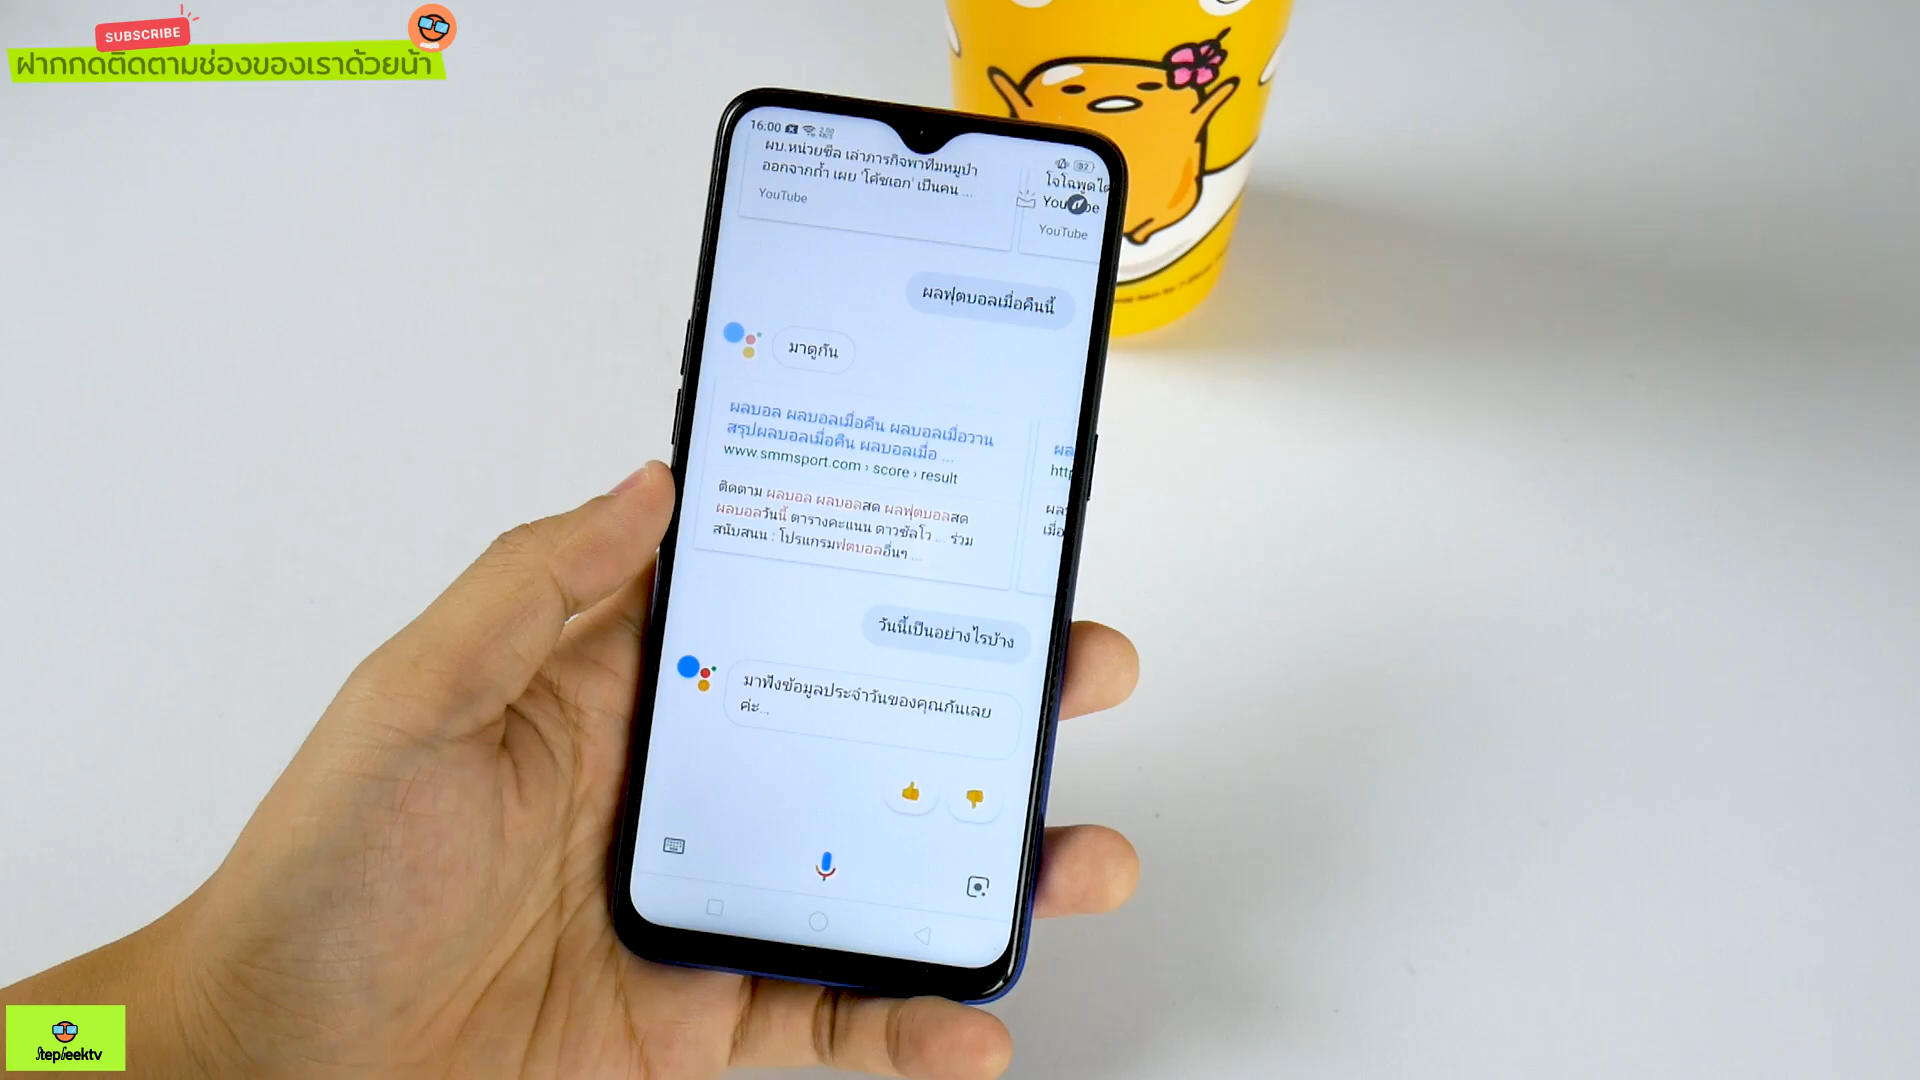 SUBSCRIBE
ฝากกดติดตามช่องของเราด้วยน้า
16:00
ผบ.หน่วยซีล เล่าภารกิจพาทีมหมูป่า
ออกจากถ้ำ เผย 'โค้ชเอก' เป็นคน ...
YouTube
YouTube
ผลฟุตบอลเมื่อคืนนี้
มาดูกัน
ผลบอล ผลบอลเมื่อคืน ผลบอลเมื่อวาน
สรุปผลบอลเมื่อคืน ผลบอลเมื่อ ...
www.smmsport.com › score › result
ติดตาม ผลบอล ผลบอลสด ผลฟุตบอลสด
ผลบอลวันนี้ ตารางคะแนน ดาวซัลโว ... ร่วม
สนับสนน : โปรแกรมฟตบอลอื่นๆ ...
วันนี้เป็นอย่างไรบ้าง
มาฟังข้อมูลประจำวันของคุณกันเลย
ค่ะ...
StepGeektv